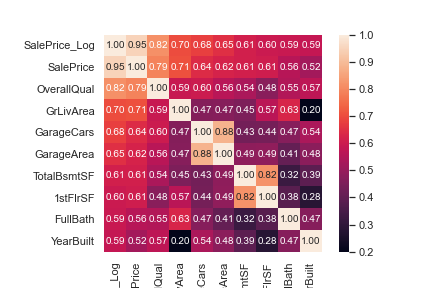 SalePrice_Log 1.00 0.95 0.82 0.70 0.68 0.65 0.61 0.60 0.59 0.59
SalePrice 0.95 1.00 0.79 0.71 0.64 0.62 0.61 0.61 0.56 0.52
OverallQual 0.82 0.79 1.00 0.59 0.60 0.56 0.54 0.48 0.55 0.57
GrLivArea 0.70 0.71 0.59 1.00 0.47 0.47 0.45 0.57 0.63 0.20
GarageCars 0.68 0.64 0.60 0.47 1.00 0.88 0.43 0.44 0.47 0.54
GarageArea 0.65 0.62 0.56 0.47 0.88 1.00 0.49 0.49 0.41 0.48
TotalBsmtSF 0.61 0.61 0.54 0.45 0.43 0.49 1.00 0.82 0.32 0.39
1stFlrSF 0.60 0.61 0.48 0.57 0.44 0.49 0.82 1.00 0.38 0.28
FullBath 0.59 0.56 0.55 0.63 0.47 0.41 0.32 0.38 1.00 0.47
YearBuilt 0.59 0.52 0.57 0.20 0.54 0.48 0.39 0.28 0.47 1.00
_Log
Price
Qual
Area
Cars
Area
mtSF
FlrSF
Bath
Built
1.0
0.9
0.8
0.7
0.6
0.5
0.4
0.3
0.2